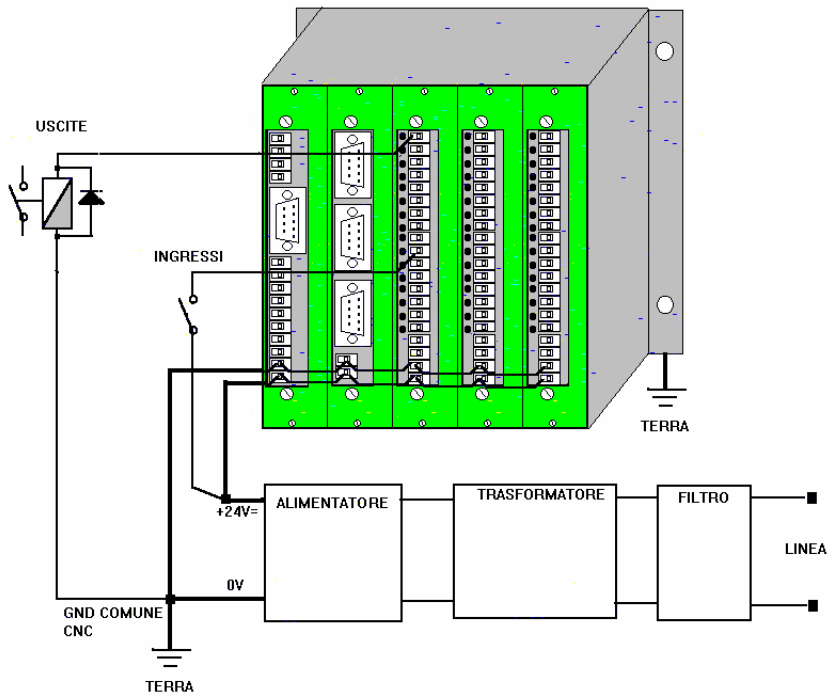 USCITE
INGRESSI
TERRA
ALIMENTATORE
TRASFORMATORE
FILTRO
+24V=
LINEA
0V
GND COMUNE
CNC
TERRA